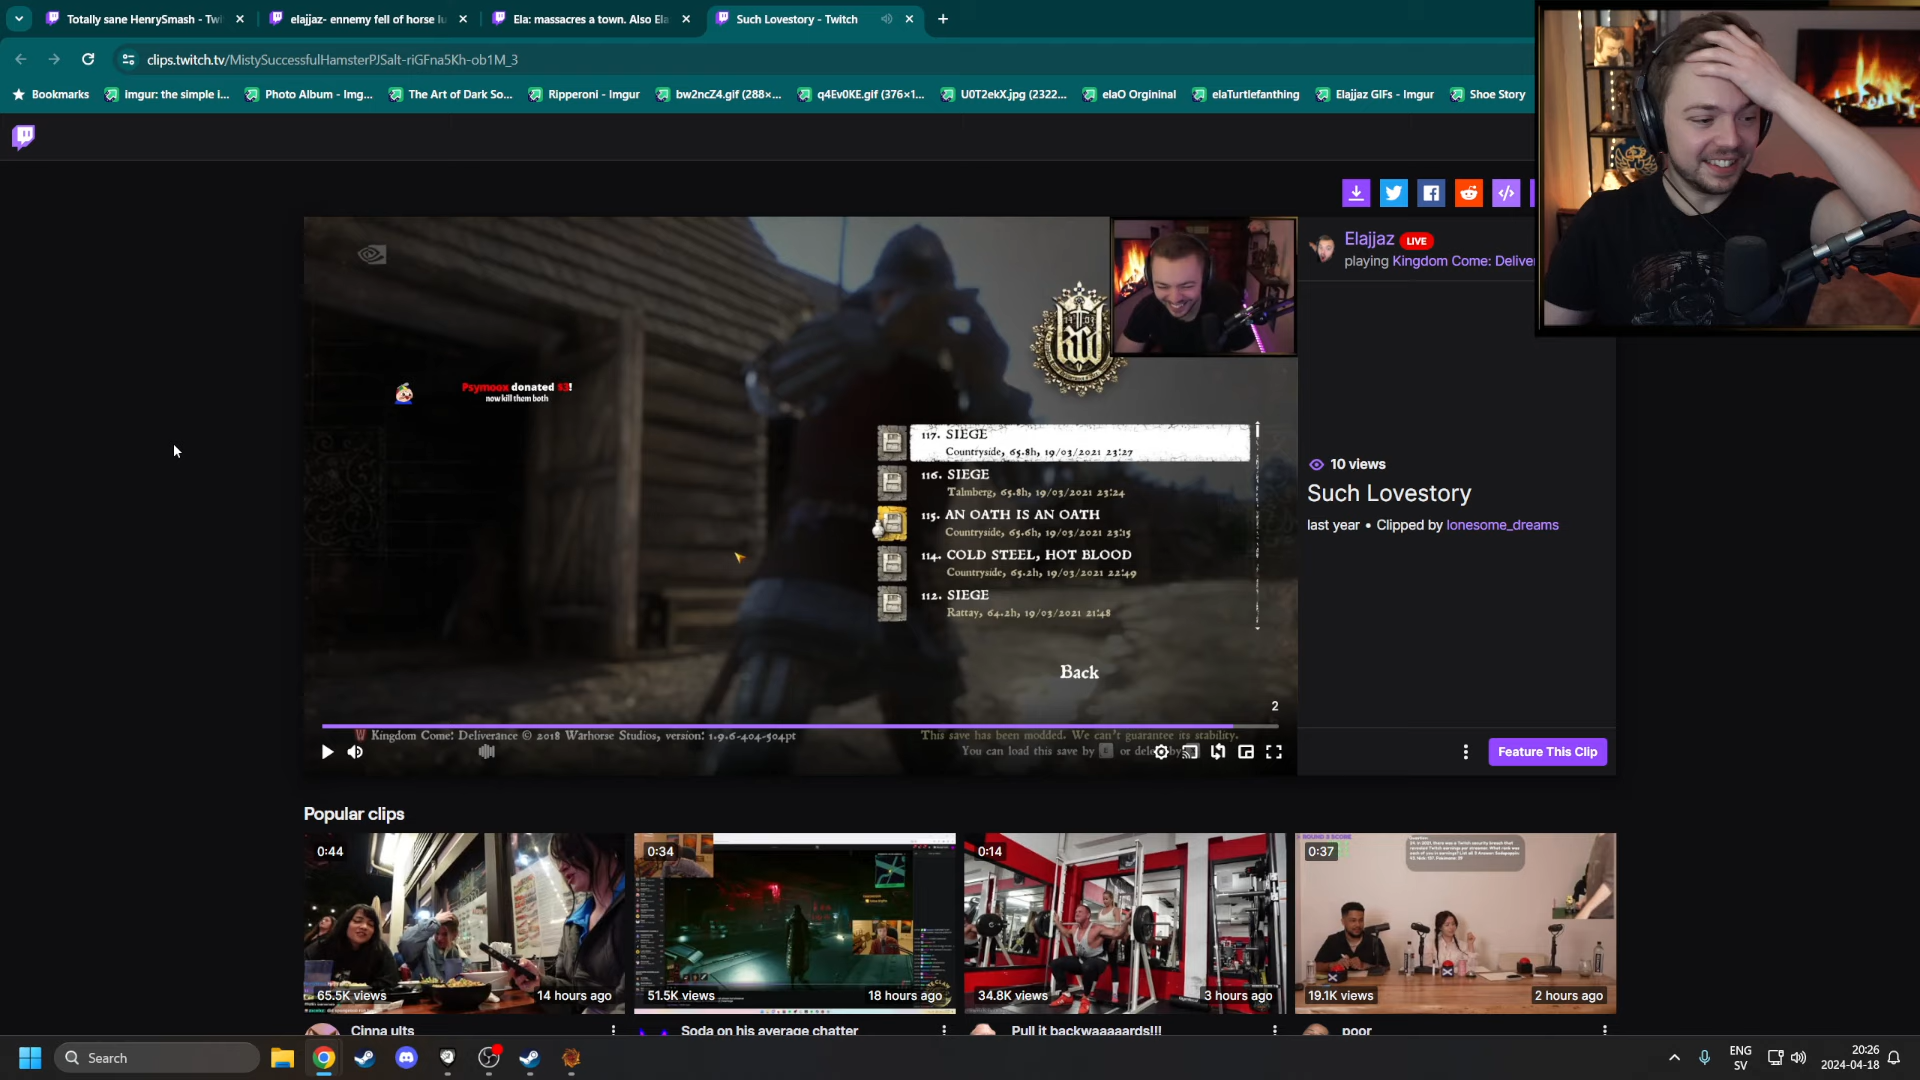 Totally sane HenrySmash - Twi
elajjaz- ennemy fell of horse lu
Ela: massacres a town. Also Ela
Such Lovestory - Twitch
clips.twitch.tv/MistySuccessfulHamsterPJSalt-riGFna5Kh-ob1M_3
Bookmarks
Imgur: the simple i...
Photo Album - Img...
The Art of Dark So...
Ripperoni - Imgur
bw2ncZ4.gif (288×...
q4Ev0KE.gif (376×1...
U0T2ekX.jpg (2322...
elaO Orgininal
elaTurtlefanthing
Elajjaz GIFs - Imgur
Shoe Story
Elajjaz LIVE
playing Kingdom Come: Deliver
Psymoox donated $3!
now kill them both
117. SIEGE
Countryside, 65.8h, 19/03/2021 23:27
116. SIEGE
Talmberg, 65.8h, 19/03/2021 23:24
115. AN OATH IS AN OATH
Countryside, 65.6h, 19/03/2021 23:15
114. COLD STEEL, HOT BLOOD
Countryside, 65.2h, 19/03/2021 22:49
112. SIEGE
Rattay, 64.2h, 19/03/2021 21:48
Back
2
10 views
Such Lovestory
last year • Clipped by lonesome_dreams
Kingdom Come: Deliverance © 2018 Warhorse Studios, version: 1.9.6-404-504pt
This save has been modded. We can't guarantee its stability.
You can load this save by E or dele
Feature This Clip
Popular clips
0:44
65.5K views
14 hours ago
0:34
51.5K views
18 hours ago
0:14
34.8K views
3 hours ago
0:37
19.1K views
2 hours ago
Cinna ults
Soda on his average chatter
Pull it backwaaaaards!!!
poor
Search
ENG
SV
20:26
2024-04-18